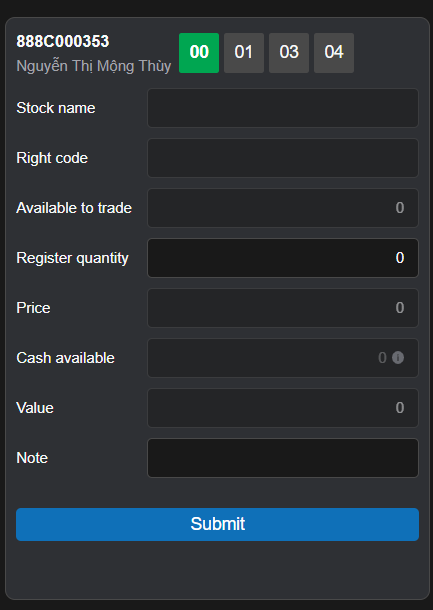 888C000353
Nguyễn Thị Mộng Thùy
00 01 03 04
Stock name
Right code
Available to trade 0
Register quantity 0
Price 0
Cash available 0
Value 0
Note
Submit